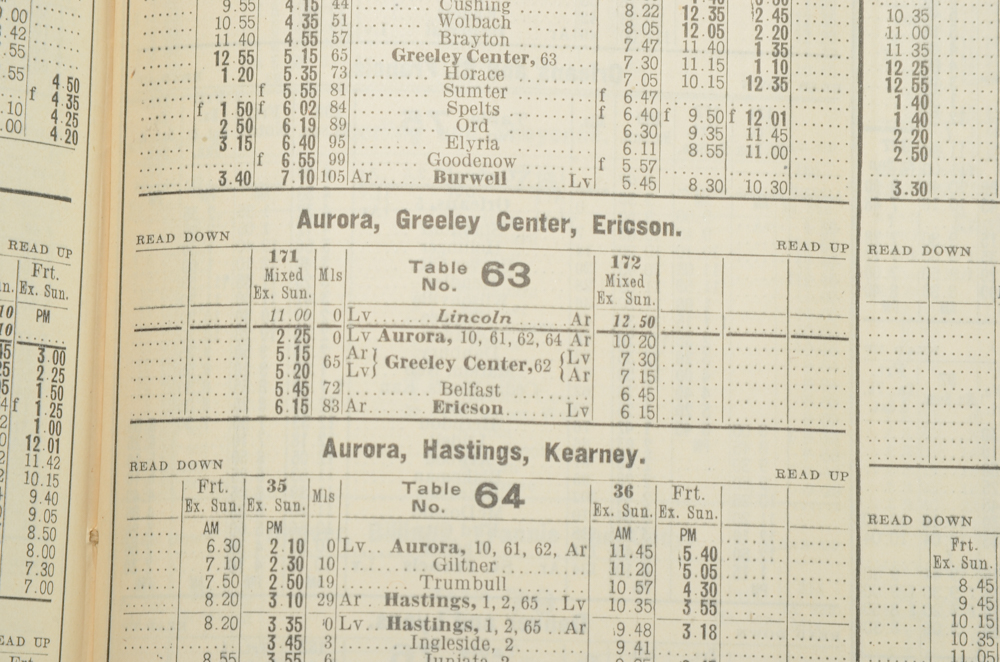 9.55 4.15 44 Cushing 8.22 12.35 2.45
10.55 4.35 51 Wolbach 8.05 12.05 2.20
11.40 4.55 57 Brayton 7.47 11.40 1.35
12.55 5.15 65 Greeley Center, 63 7.30 11.15 1.10
1.20 5.35 73 Horace 7.05 10.15 12.35
f 5.55 81 Sumter f 6.47
f 1.50 f 6.02 84 Spelts f 6.40 f 9.50 f 12.01
2.50 6.19 89 Ord 6.30 9.35 11.45
3.15 6.40 95 Elyria 6.11 8.55 11.00
f 6.55 99 Goodenow f 5.57
3.40 7.10 105 Ar Burwell Lv 5.45 8.30 10.30
Aurora, Greeley Center, Ericson.
READ DOWN READ UP
171 Mls Table No. 63 172
Mixed Mixed
Ex. Sun. Ex. Sun.
11.00 0 Lv Lincoln Ar 12.50
2.25 0 Lv Aurora, 10, 61, 62, 64 Ar 10.20
5.15 65 Ar Greeley Center, 62 Lv 7.30
5.20 Lv Ar 7.15
5.45 72 Belfast 6.45
6.15 83 Ar Ericson Lv 6 15
Aurora, Hastings, Kearney.
READ DOWN READ UP
Frt. 35 Mls Table No. 64 36 Frt.
Ex. Sun. Ex. Sun. Ex. Sun. Ex. Sun.
AM PM AM PM
6.30 2.10 0 Lv Aurora, 10, 61, 62, Ar 11.45 5.40
7.10 2.30 10 Giltner 11.20 5.05
7.50 2.50 19 Trumbull 10.57 4.30
8.20 3.10 29 Ar Hastings, 1, 2, 65 Lv 10.35 3.55
8.20 3.35 0 Lv Hastings, 1, 2, 65 Ar 9.48 3.18
3.45 3 Ingleside, 2 9.41
8.55 3.55 6 Juniata, 2
4.50
f 4.35
4.25
4.20
READ UP
Frt.
Ex. Sun.
PM
3.00
2.25
1.50
f 1.25
1.00
12.01
11.42
10.15
9.40
9.05
8.50
8.00
7.30
7.00
10.35
11.00
11.35
12.25
12.55
1.40
1.40
2.20
2.50
3.30
READ DOWN
READ DOWN
Frt.
Ex. Sun.
8.45
9.45
10.15
10.35
11.05